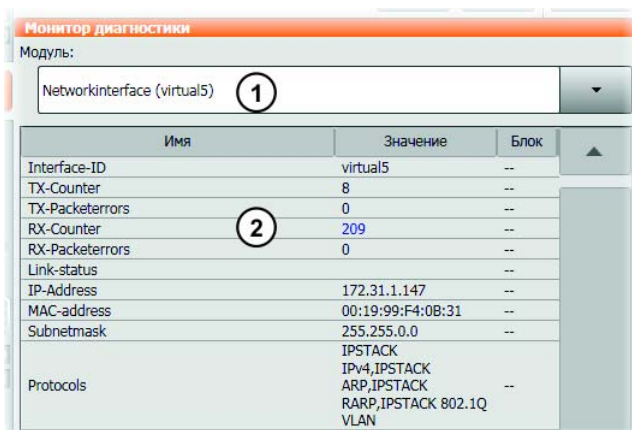 Монитор диагностики
Модуль:
Networkinterface (virtual5)
1
Имя Значение Блок
Interface-ID virtual5 --
TX-Counter 8 --
TX-Packeterrors 0 --
RX-Counter 209 --
2
RX-Packeterrors 0 --
Link-status --
IP-Address 172.31.1.147 --
MAC-address 00:19:99:F4:0B:31 --
Subnetmask 255.255.0.0 --
Protocols IPSTACK
IPv4,IPSTACK
ARP,IPSTACK --
RARP,IPSTACK 802.1Q
VLAN